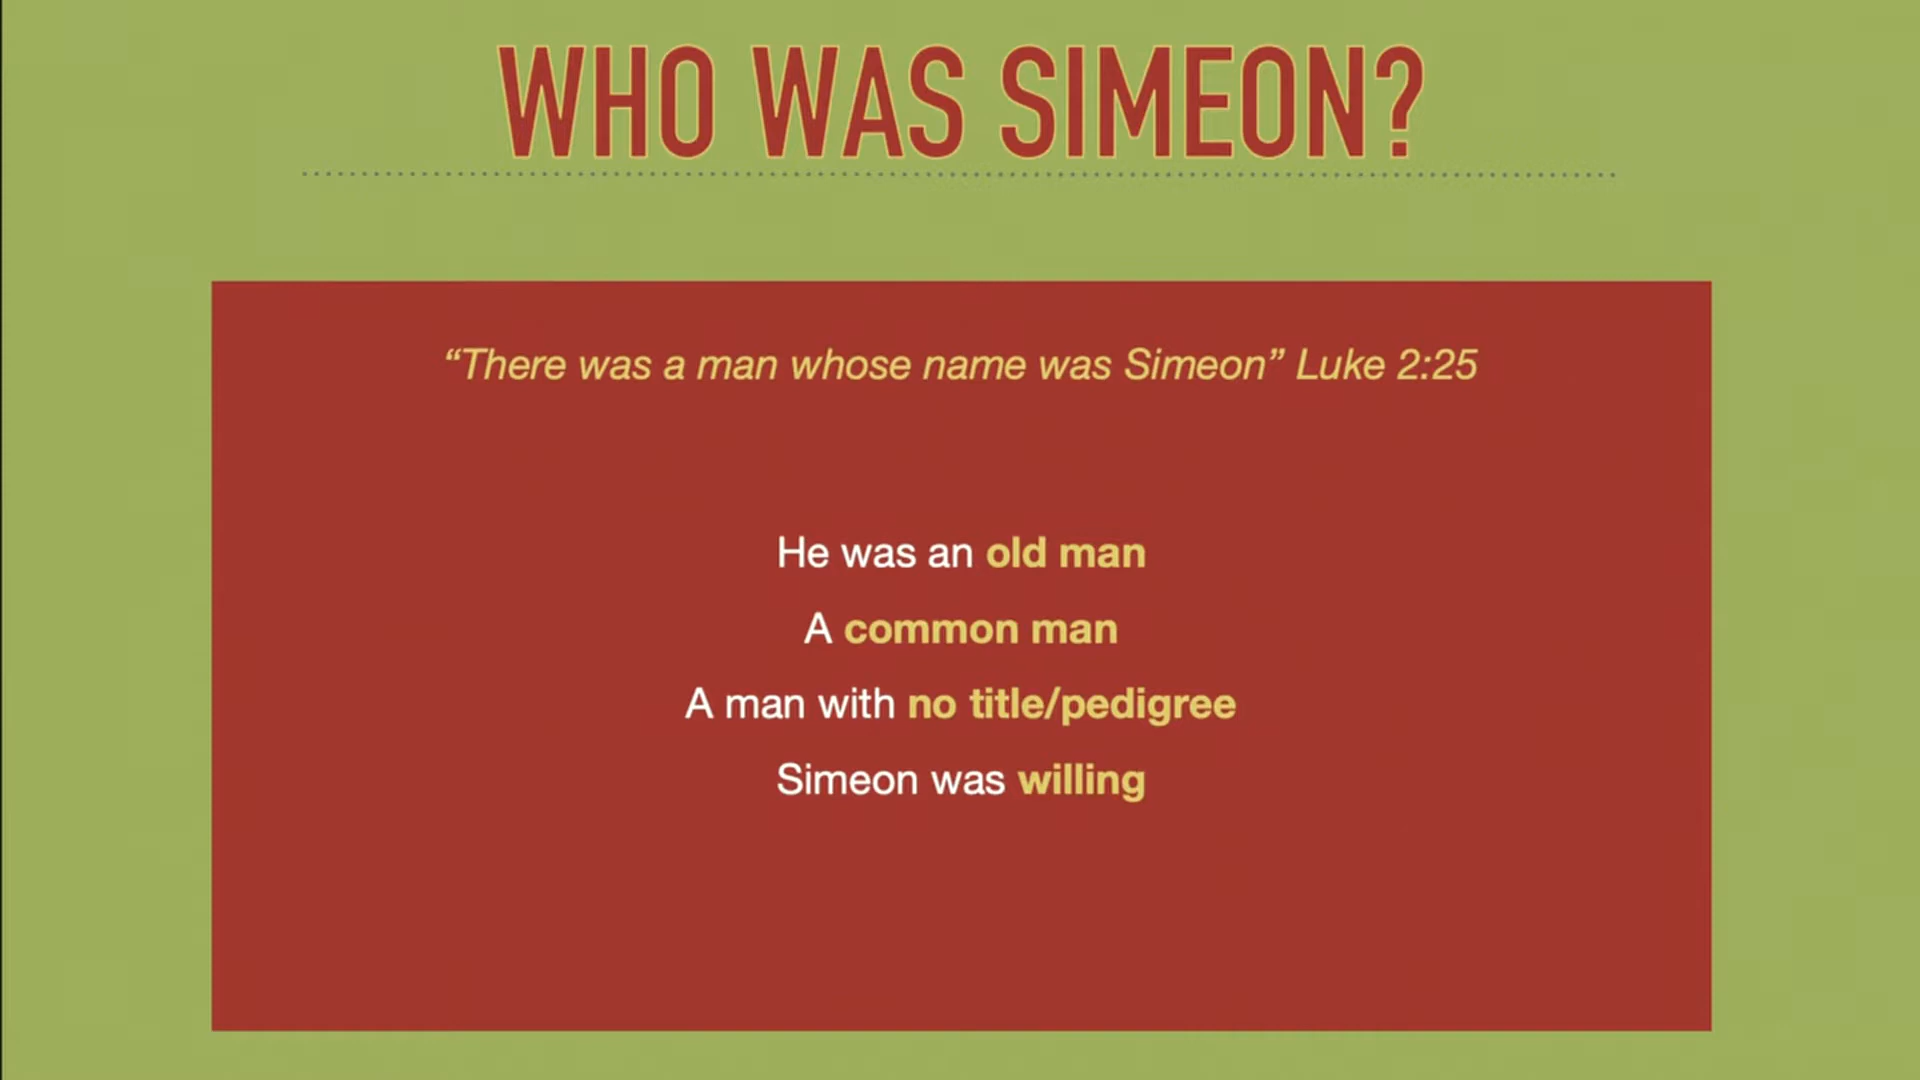 WHO WAS SIMEON?
“There was a man whose name was Simeon” Luke 2:25
He was an old man
A common man
A man with no title/pedigree
Simeon was willing